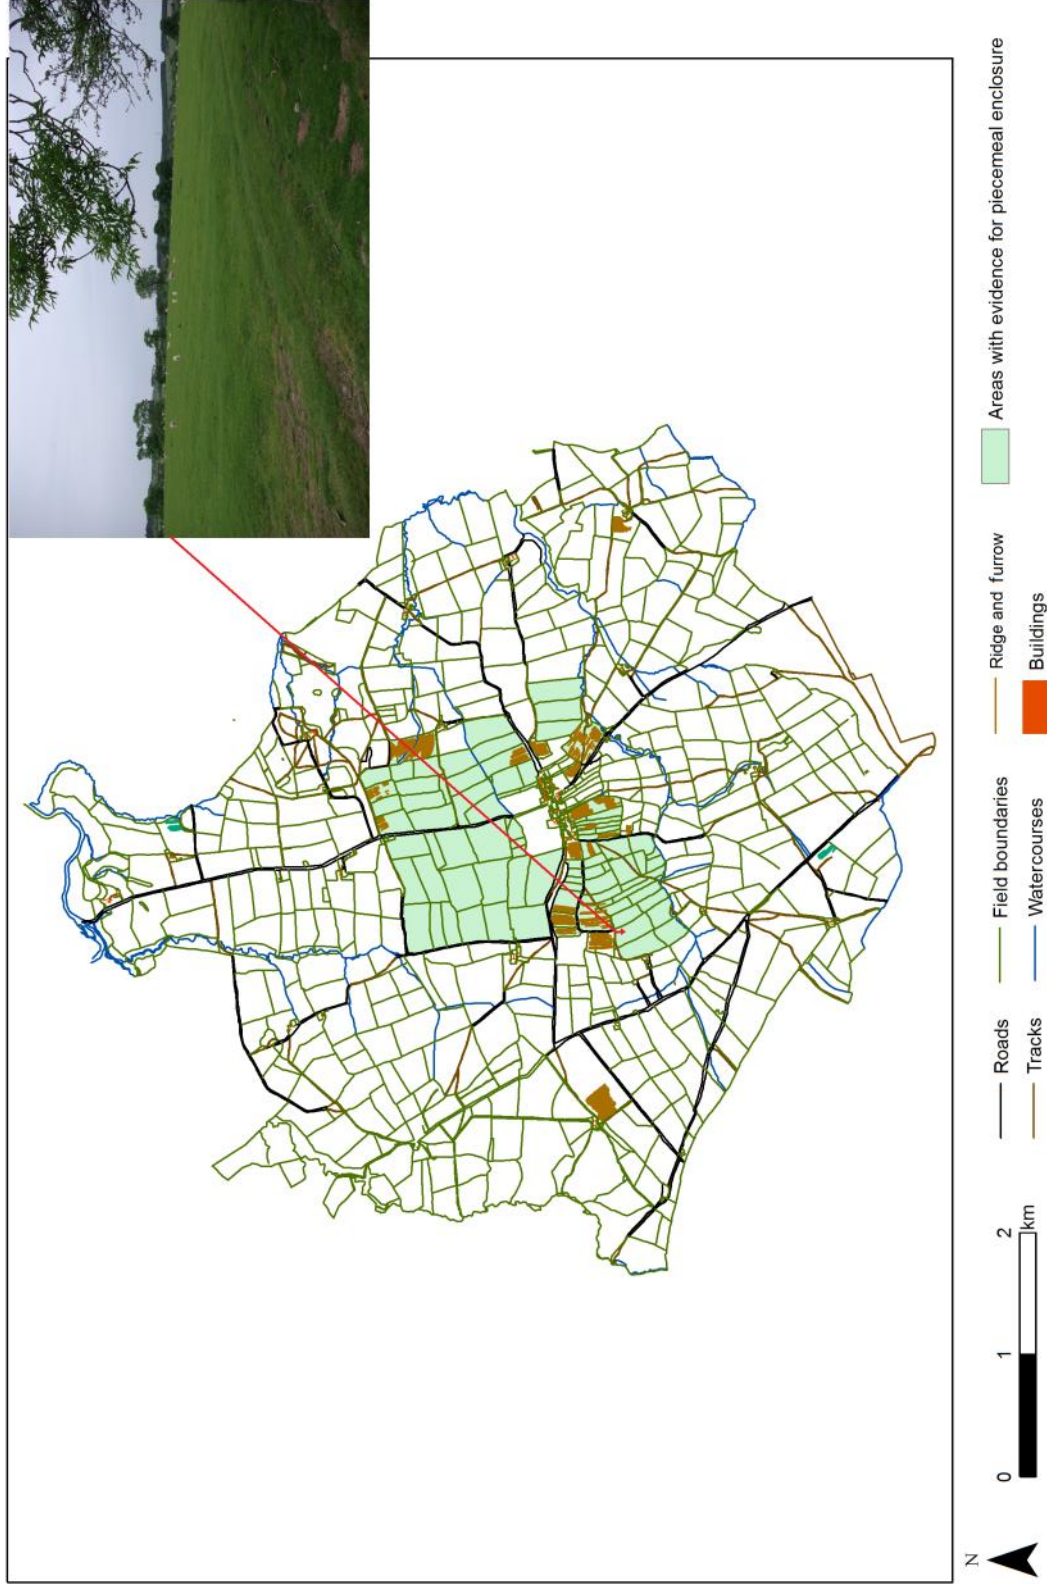 N
0 1 2
km
Roads
Tracks
Field boundaries
Watercourses
Ridge and furrow
Buildings
Areas with evidence for piecemeal enclosure